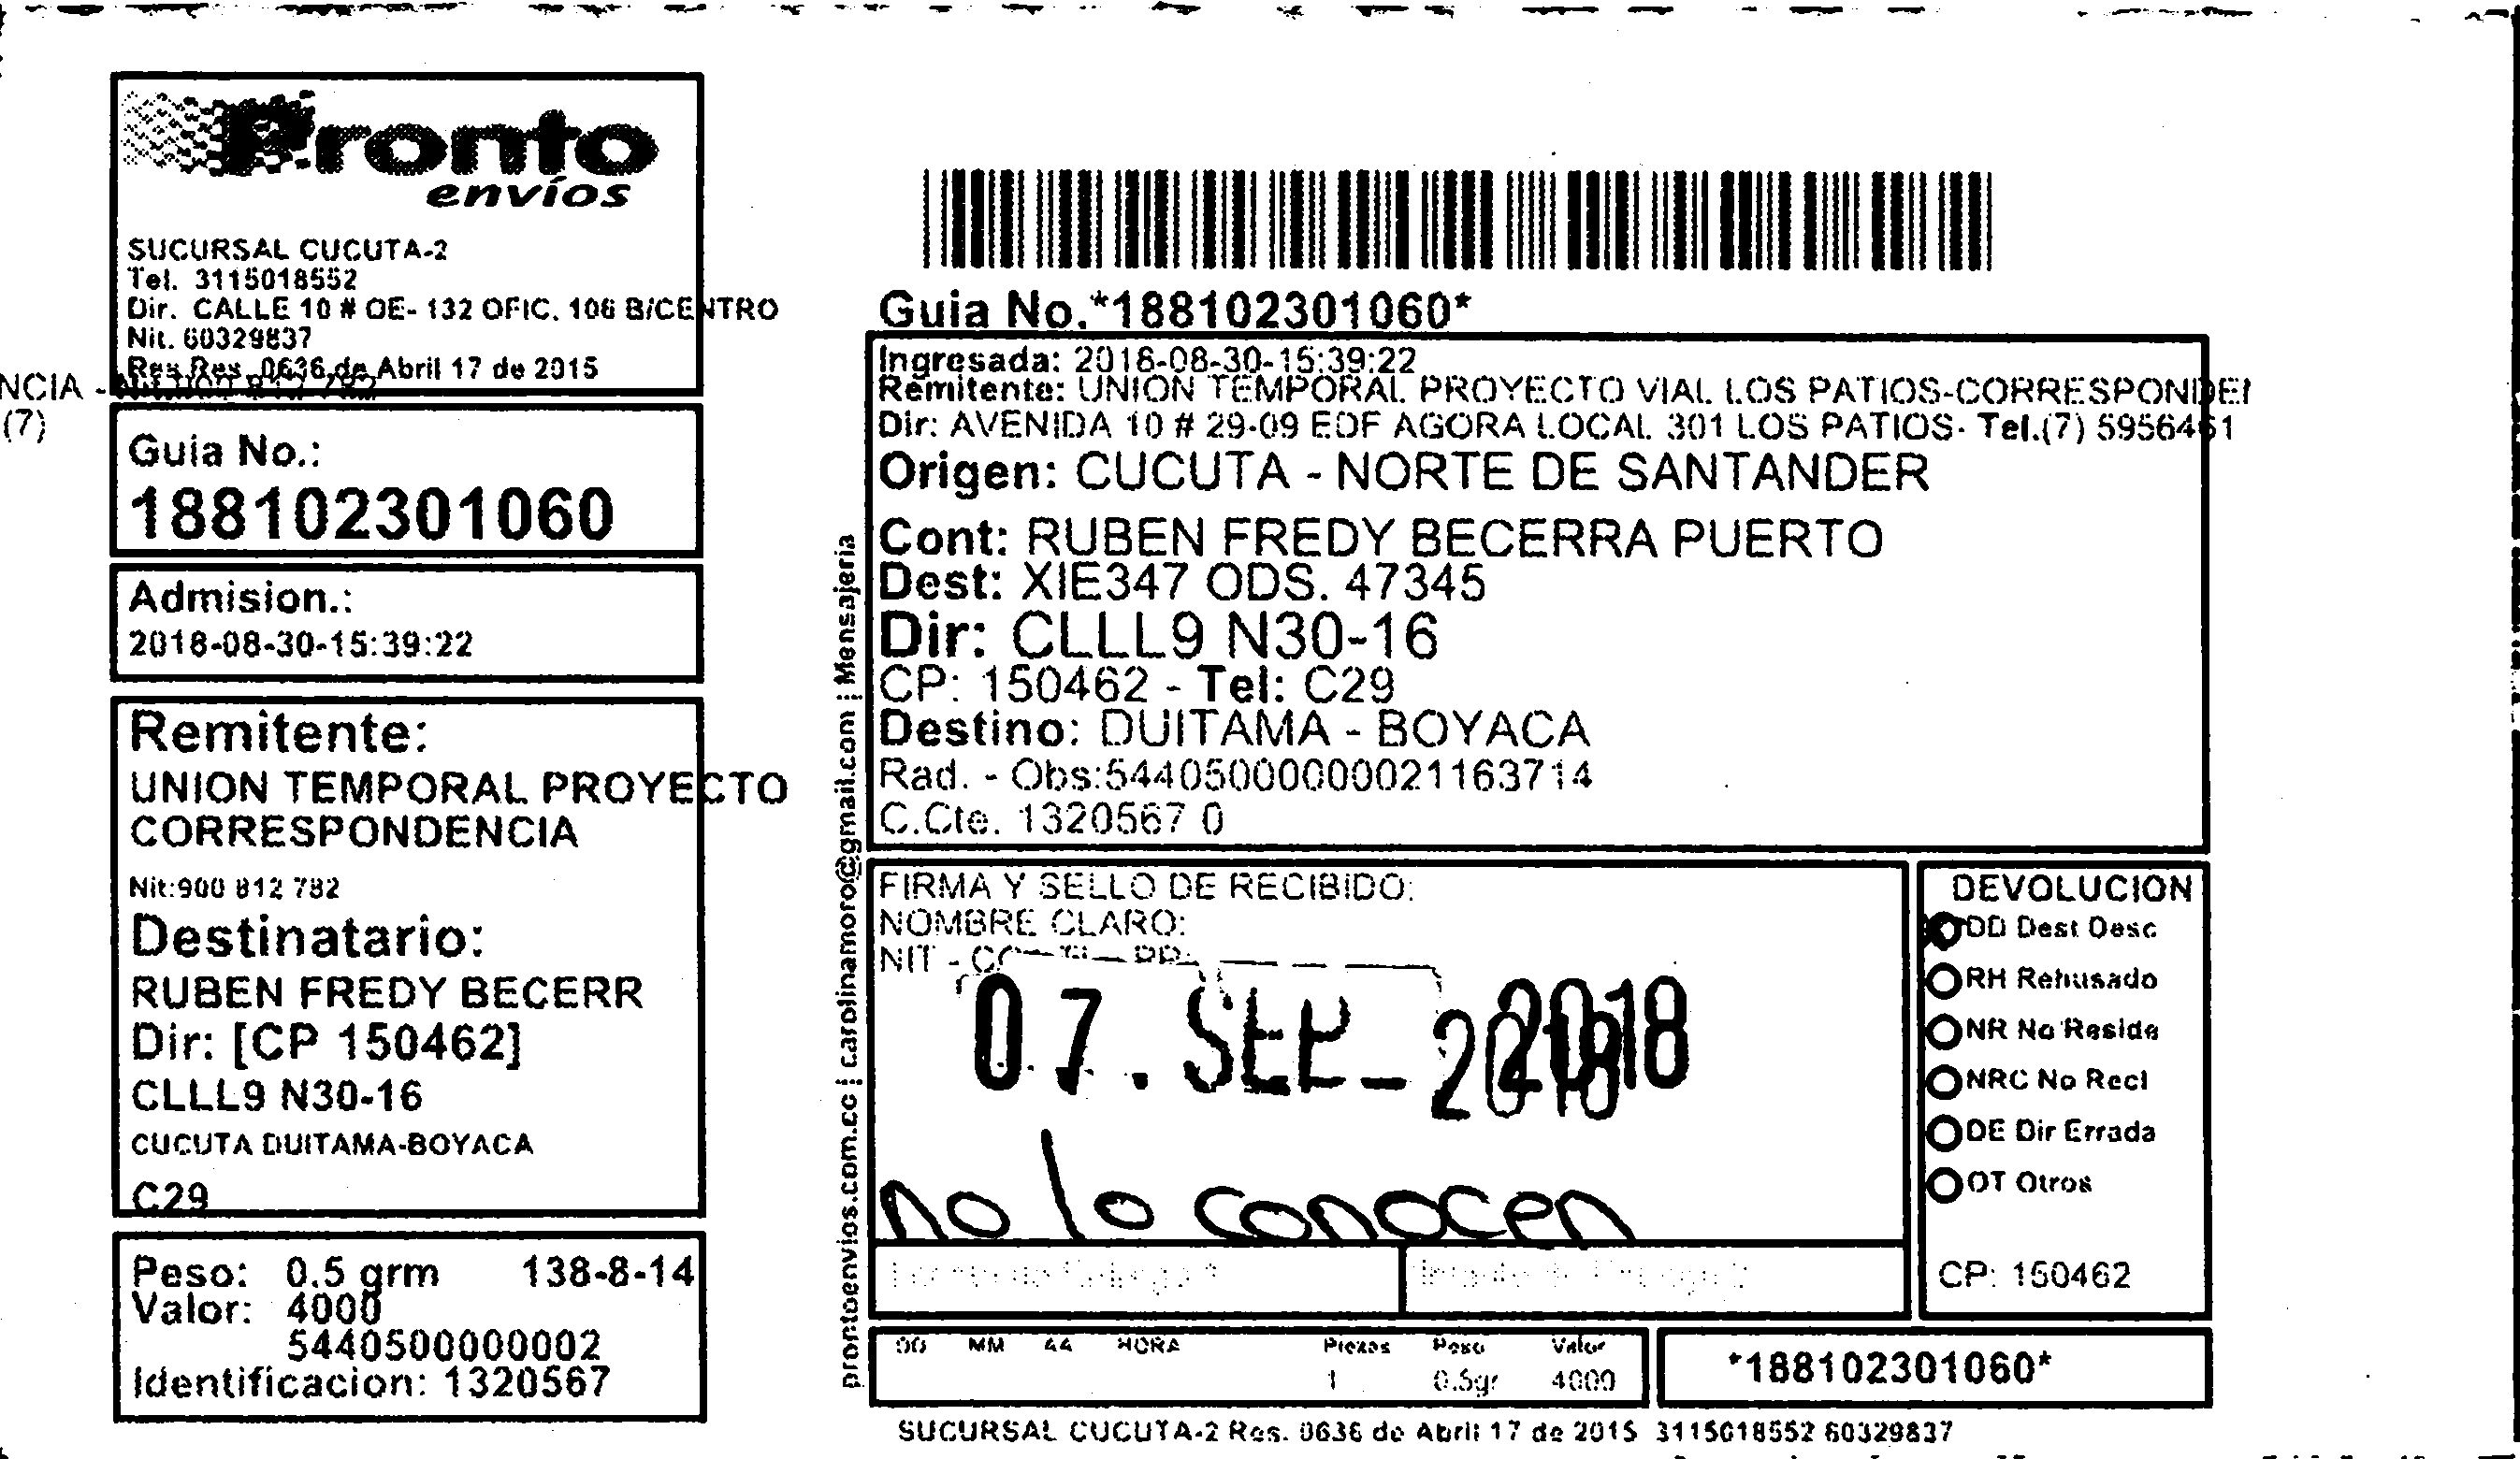 Pronto
envíos
SUCURSAL CUCUTA-2
Tel. 3115018552
Dir. CALLE 10 # OE- 132 OFIC. 106 B/CENTRO
Nit. 60329837
Res Res. 0636 de Abril 17 de 2015
NCIA -
(7)
Guia No.:
188102301060
Admision.:
2018-08-30-15:39:22
Remitente:
UNION TEMPORAL PROYECTO
CORRESPONDENCIA
Nit:900 812 782
Destinatario:
RUBEN FREDY BECERR
Dir: [CP 150462]
CLLL9 N30-16
CUCUTA DUITAMA-BOYACA
C29
Peso: 0.5 grm 138-8-14
Valor: 4000
5440500000002
Identificacion: 1320567
prontoenvios.com.co | carolinamoro@gmail.com | Mensajeria
Guia No.*188102301060*
Ingresada: 2018-08-30-15:39:22
Remitente: UNION TEMPORAL PROYECTO VIAL LOS PATIOS-CORRESPONDE
Dir: AVENIDA 10 # 29-09 EDF AGORA LOCAL 301 LOS PATIOS- Tel.(7) 5956461
Origen: CUCUTA - NORTE DE SANTANDER
Cont: RUBEN FREDY BECERRA PUERTO
Dest: XIE347 ODS. 47345
Dir: CLLL9 N30-16
CP: 150462 - Tel: C29
Destino: DUITAMA - BOYACA
Rad. - Obs:544050000000021163714
C.Cte. 1320567 0
FIRMA Y SELLO DE RECIBIDO:
NOMBRE CLARO:
NIT -
07. SEP_ 2018 2018
no lo conocen
DEVOLUCION
DD Dest Desc
RH Rehusado
NR No Reside
NRC No Recl
DE Dir Errada
OT Otros
CP: 150462
DD MM AA HORA Piezas Peso Valor
1 0.5gr 4000
*188102301060*
SUCURSAL CUCUTA-2 Res. 0636 de Abril 17 de 2015 3115018552 60329837